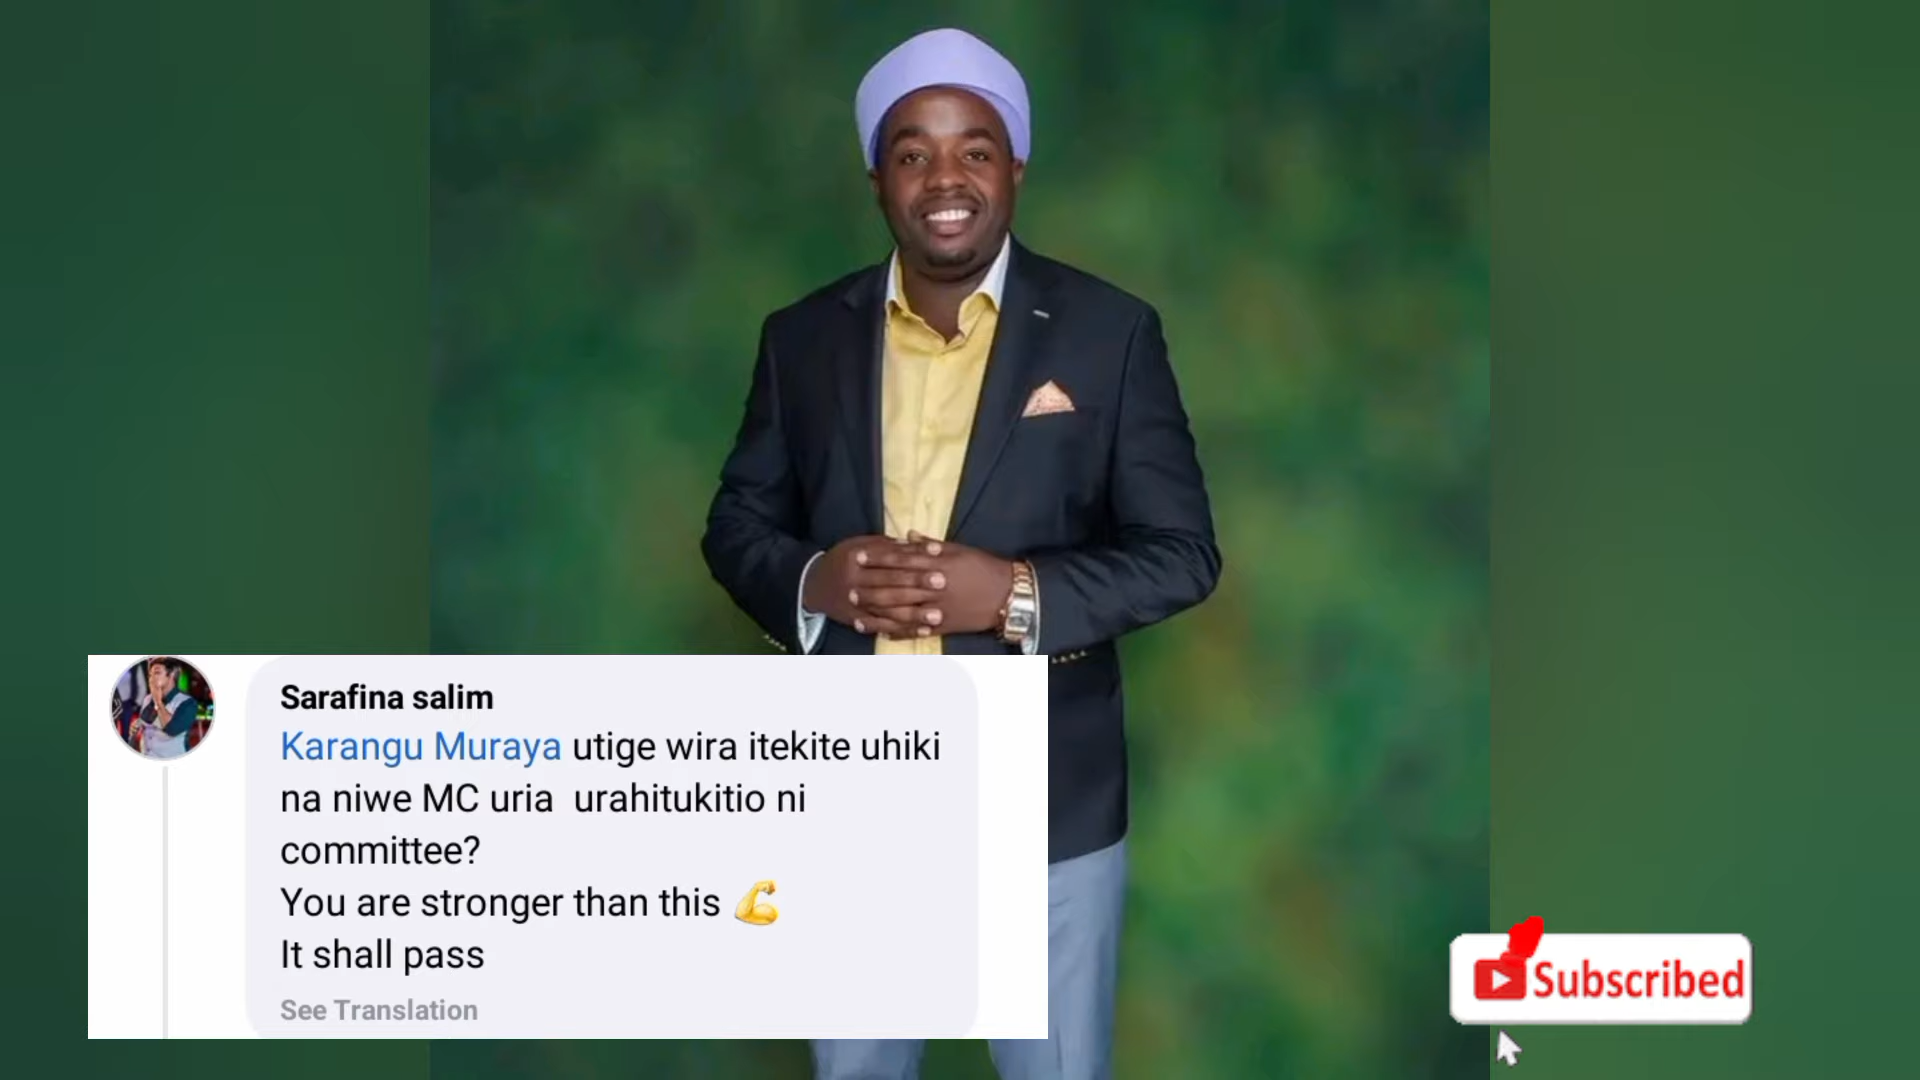 Sarafina salim
Karangu Muraya utige wira itekite uhiki
na niwe MC uria urahitukitio ni
committee?
You are stronger than this 💪
It shall pass
See Translation
Subscribed